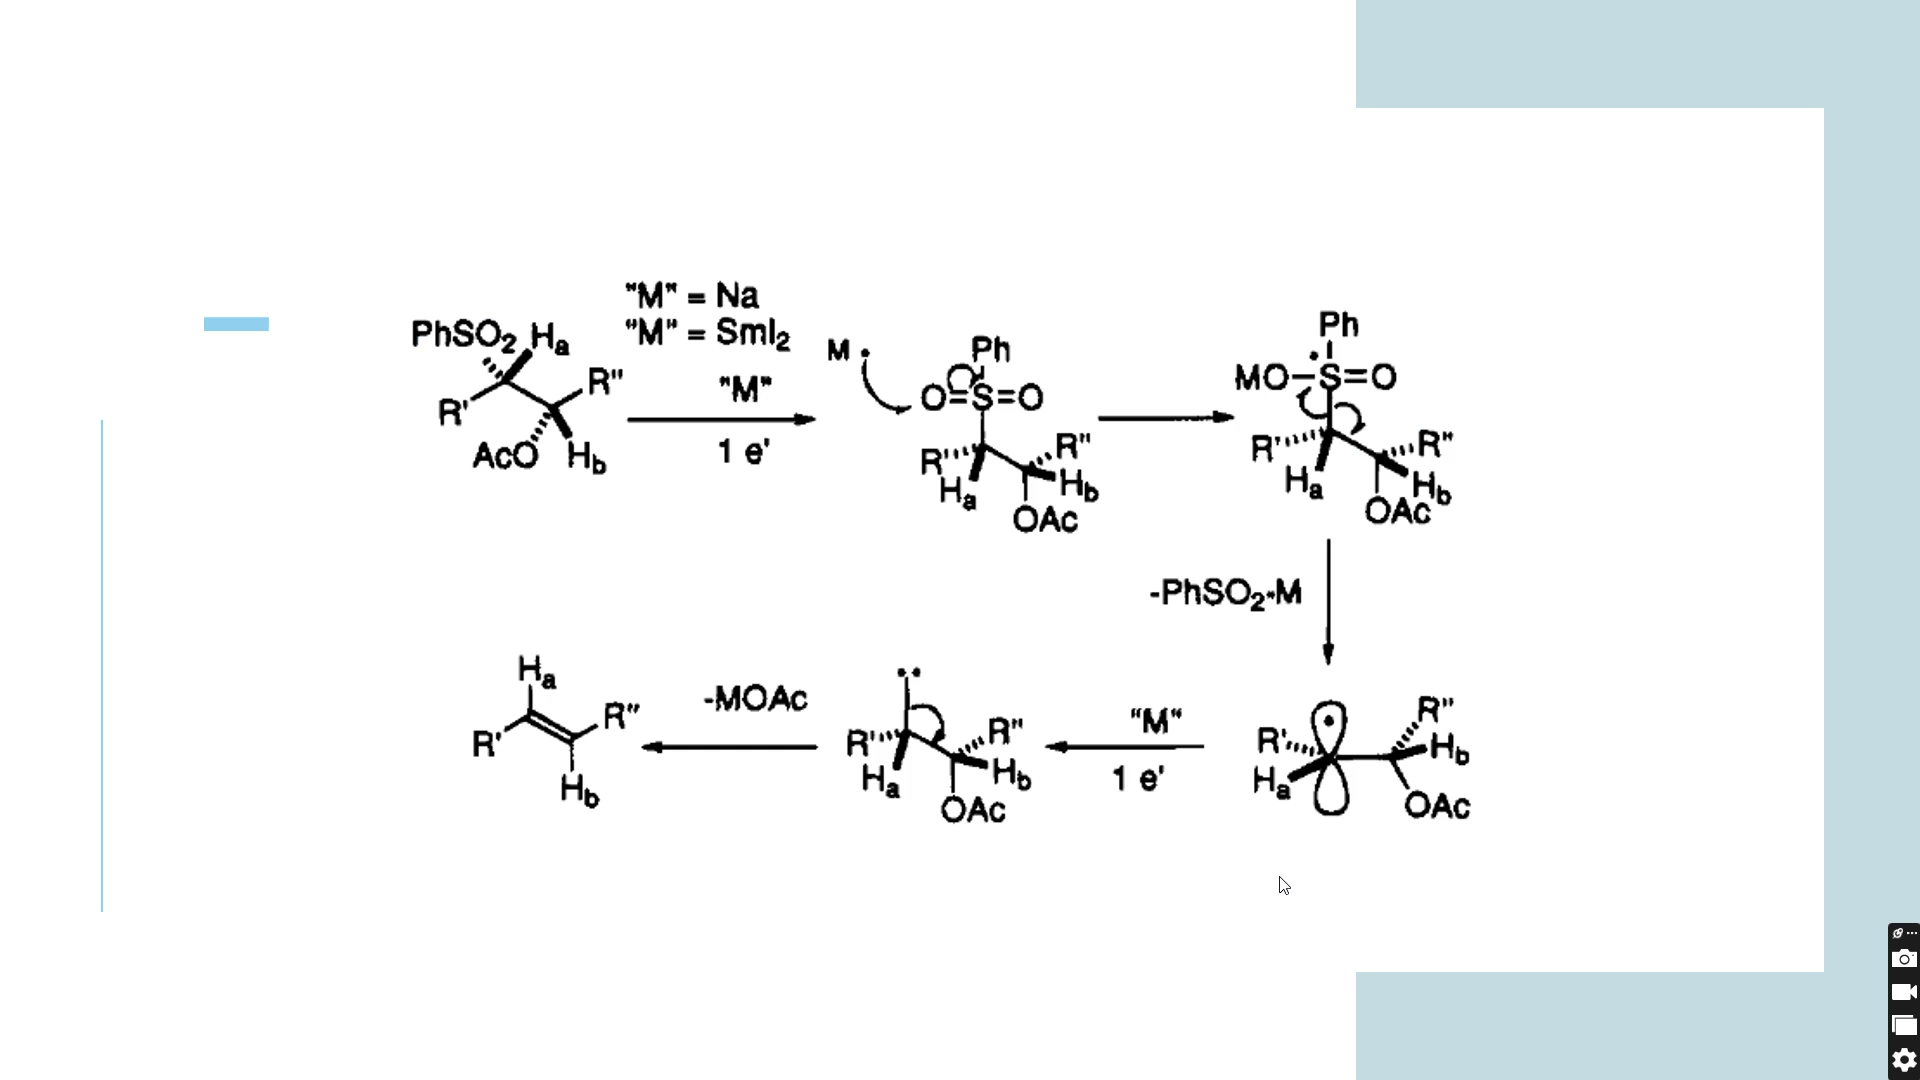 "M" = Na
"M" = SmI2
PhSO2 Ha
R' R"
AcO Hb
"M"
1 e'
M •
Ph
O=S=O
R' R"
Ha Hb
OAc
Ph
MO-S=O
R' R"
Ha Hb
OAc
-PhSO2-M
R' R"
Ha Hb
OAc
"M"
1 e'
R' R"
Ha Hb
OAc
-MOAc
Ha
R' R"
Hb